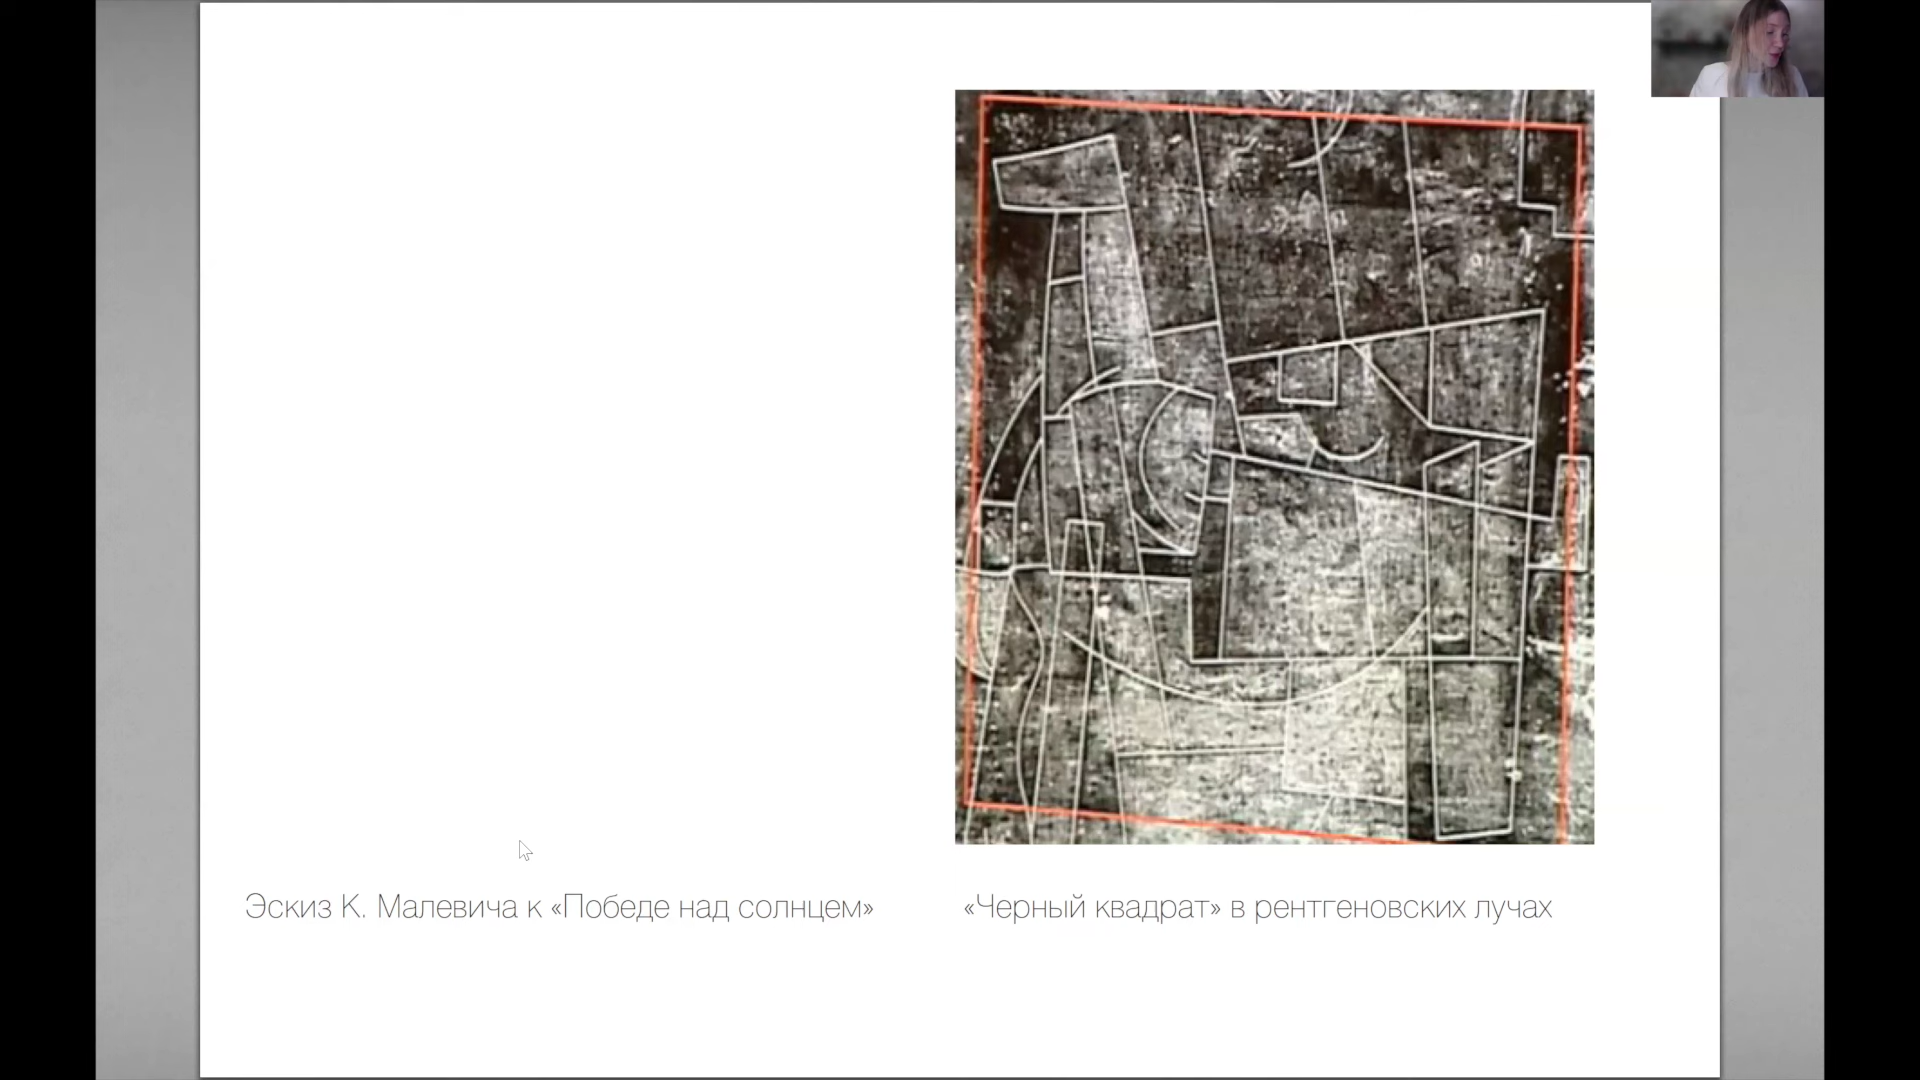 Эскиз К. Малевича к «Победе над солнцем»
«Черный квадрат» в рентгеновских лучах